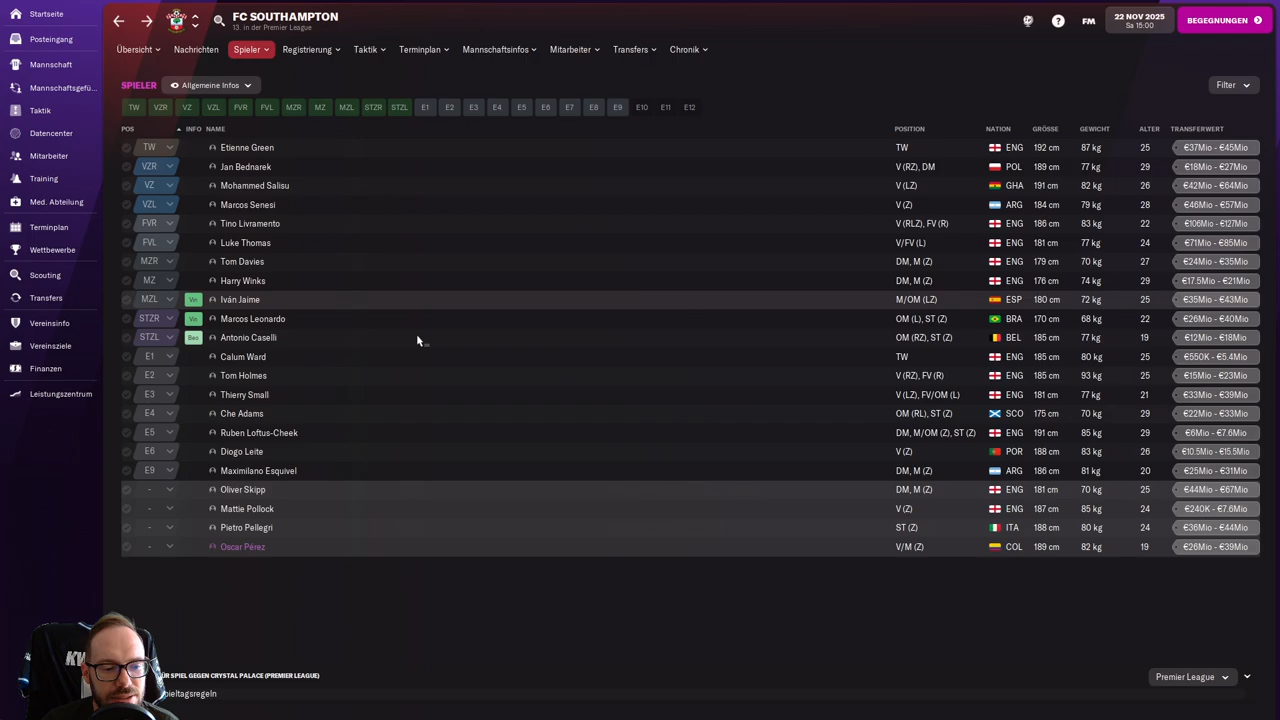 Startseite
Posteingang
Mannschaft
Mannschaftsgefü...
Taktik
Datencenter
Mitarbeiter
Training
Med. Abteilung
Terminplan
Wettbewerbe
Scouting
Transfers
Vereinsinfo
Vereinsziele
Finanzen
Leistungszentrum
FC SOUTHAMPTON
13. in der Premier League
FM
22 NOV 2025
Sa 15:00
BEGEGNUNGEN
Übersicht Nachrichten Spieler Registrierung Taktik Terminplan Mannschaftsinfos Mitarbeiter Transfers Chronik
SPIELER Allgemeine Infos Filter
TW VZR VZ VZL FVR FVL MZR MZ MZL STZR STZL E1 E2 E3 E4 E5 E6 E7 E8 E9 E10 E11 E12
POS INFO NAME POSITION NATION GRÖSSE GEWICHT ALTER TRANSFERWERT
TW Etienne Green TW ENG 192 cm 87 kg 25 €37Mio - €45Mio
VZR Jan Bednarek V (RZ), DM POL 189 cm 77 kg 29 €18Mio - €27Mio
VZ Mohammed Salisu V (LZ) GHA 191 cm 82 kg 26 €42Mio - €64Mio
VZL Marcos Senesi V (Z) ARG 184 cm 79 kg 28 €46Mio - €57Mio
FVR Tino Livramento V (RLZ), FV (R) ENG 186 cm 83 kg 22 €106Mio - €127Mio
FVL Luke Thomas V/FV (L) ENG 181 cm 77 kg 24 €71Mio - €85Mio
MZR Tom Davies DM, M (Z) ENG 179 cm 70 kg 27 €24Mio - €35Mio
MZ Harry Winks DM, M (Z) ENG 176 cm 74 kg 29 €17.5Mio - €21Mio
MZL Vin Iván Jaime M/OM (LZ) ESP 180 cm 72 kg 25 €35Mio - €43Mio
STZR Vin Marcos Leonardo OM (L), ST (Z) BRA 170 cm 68 kg 22 €26Mio - €40Mio
STZL Beo Antonio Caselli OM (RZ), ST (Z) BEL 185 cm 77 kg 19 €12Mio - €18Mio
E1 Calum Ward TW ENG 185 cm 80 kg 25 €550K - €5.4Mio
E2 Tom Holmes V (RZ), FV (R) ENG 185 cm 93 kg 25 €15Mio - €23Mio
E3 Thierry Small V (LZ), FV/OM (L) ENG 181 cm 77 kg 21 €33Mio - €39Mio
E4 Che Adams OM (RL), ST (Z) SCO 175 cm 70 kg 29 €22Mio - €33Mio
E5 Ruben Loftus-Cheek DM, M/OM (Z), ST (Z) ENG 191 cm 85 kg 29 €6Mio - €7.6Mio
E6 Diogo Leite V (Z) POR 188 cm 83 kg 26 €10.5Mio - €15.5Mio
E9 Maximilano Esquivel DM, M (Z) ARG 186 cm 81 kg 20 €25Mio - €31Mio
- Oliver Skipp DM, M (Z) ENG 181 cm 70 kg 25 €44Mio - €67Mio
- Mattie Pollock V (Z) ENG 187 cm 85 kg 24 €240K - €7.6Mio
- Pietro Pellegri ST (Z) ITA 188 cm 80 kg 24 €36Mio - €44Mio
- Oscar Pérez V/M (Z) COL 189 cm 82 kg 19 €26Mio - €39Mio
ÜR SPIEL GEGEN CRYSTAL PALACE (PREMIER LEAGUE) Premier League
pieltagsregeln